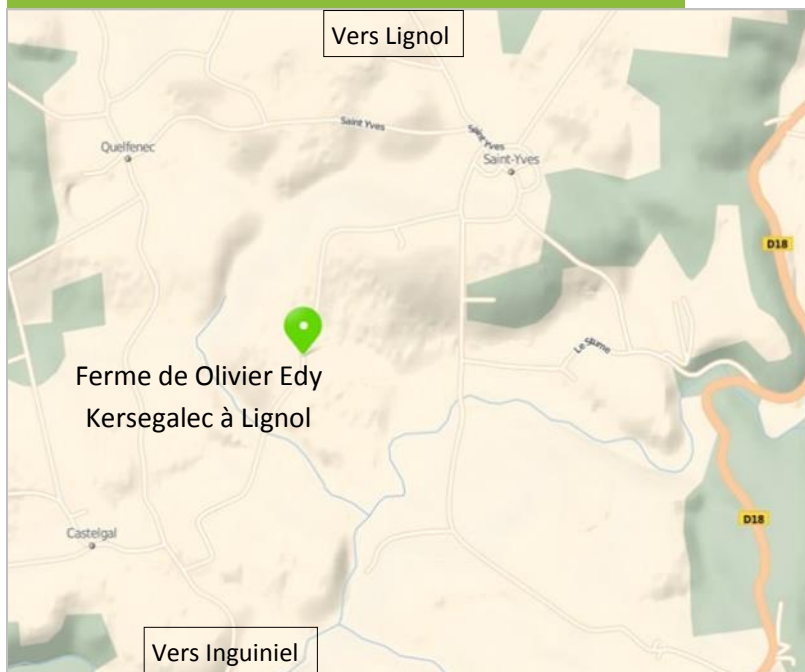 Vers Lignol
Saint Yves
Saint Yves
Quelfenec
Saint-Yves
D18
Le
Ferme de Olivier Edy
Kersegalec à Lignol
D18
Castelgal
Vers Inguiniel